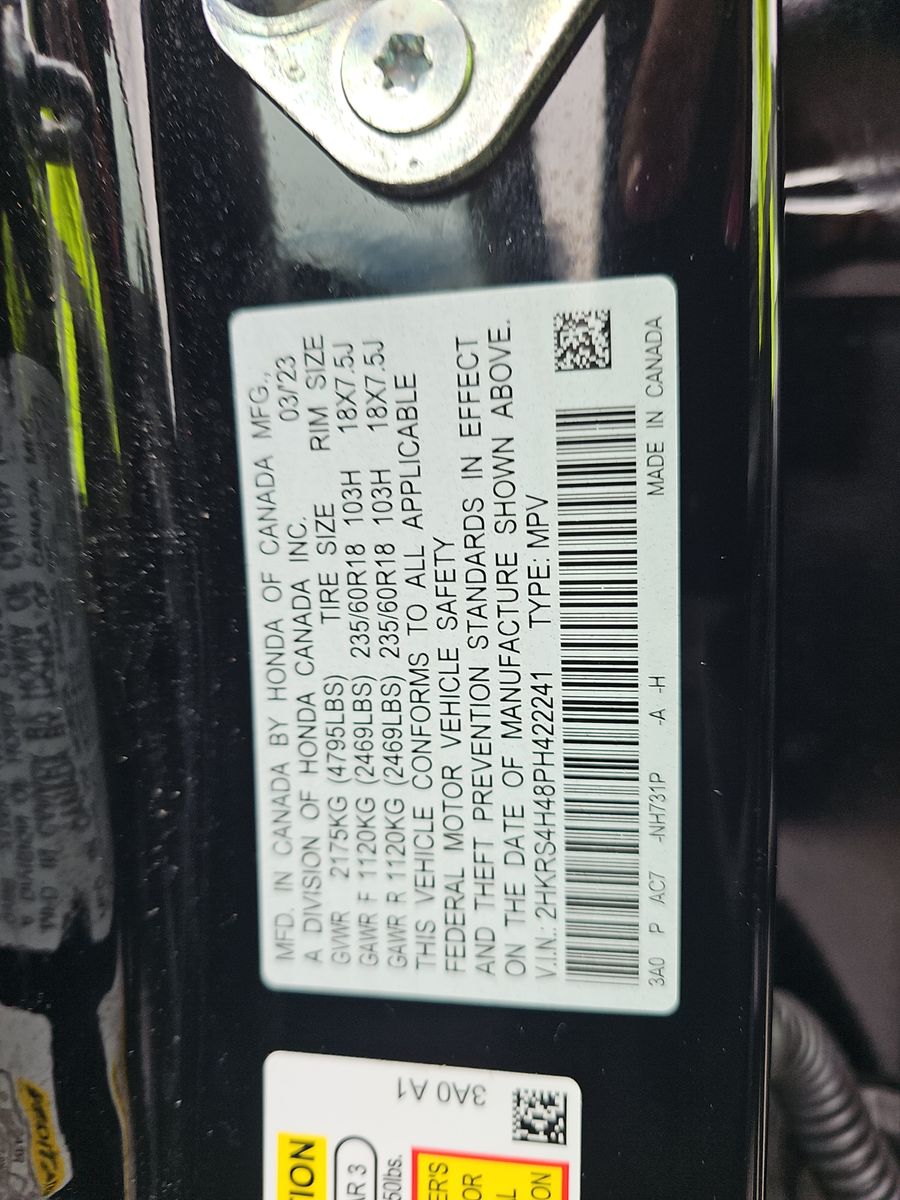 MFD. IN CANADA BY HONDA OF CANADA MFG.,
A DIVISION OF HONDA CANADA INC. 03/'23
GVWR 2175KG (4795LBS) TIRE SIZE RIM SIZE
GAWR F 1120KG (2469LBS) 235/60R18 103H 18X7.5J
GAWR R 1120KG (2469LBS) 235/60R18 103H 18X7.5J
THIS VEHICLE CONFORMS TO ALL APPLICABLE
FEDERAL MOTOR VEHICLE SAFETY
AND THEFT PREVENTION STANDARDS IN EFFECT
ON THE DATE OF MANUFACTURE SHOWN ABOVE.
V.I.N.: 2HKRS4H48PH422241 TYPE: MPV
3A0 P AC7 -NH731P -A -H MADE IN CANADA
3A0 A1